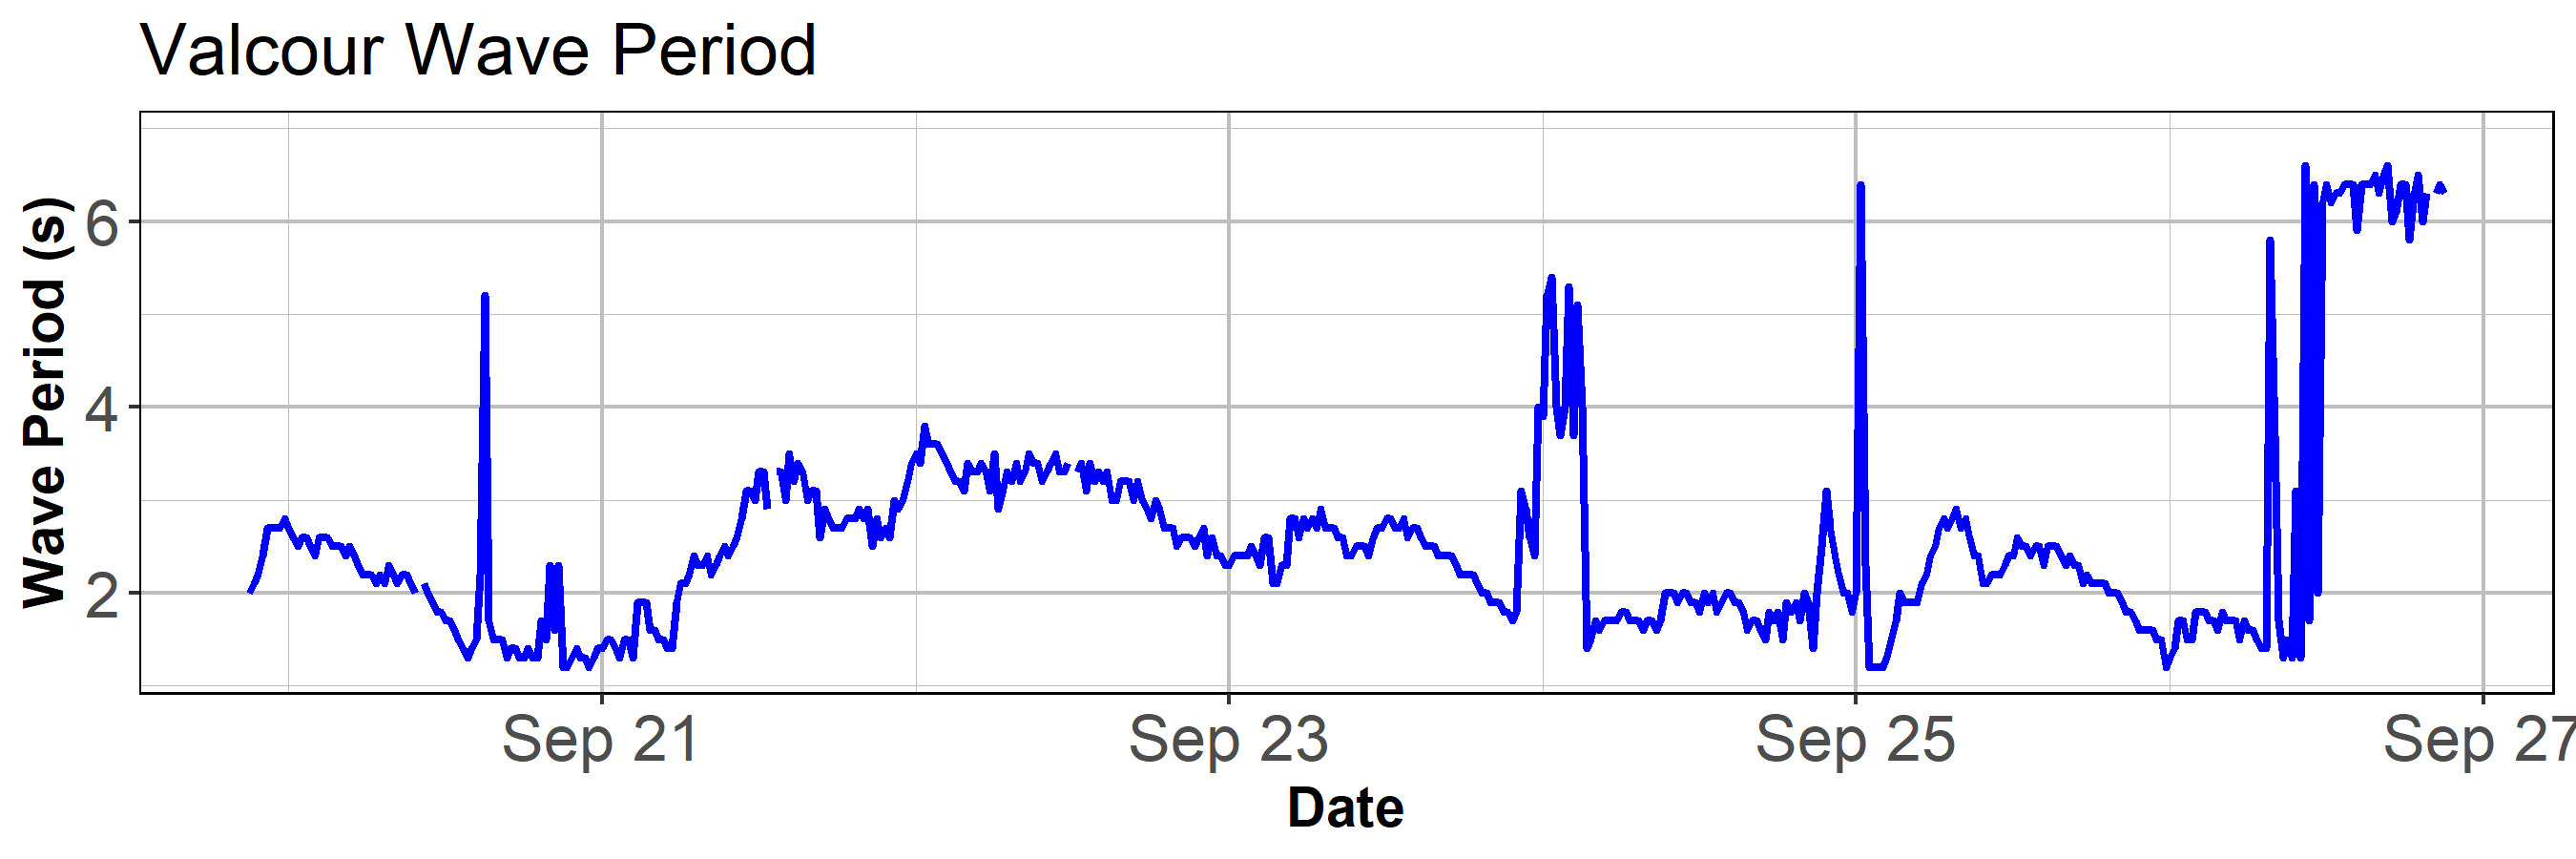 Valcour Wave Period
Wave Period (s)
6
4
2
Sep 21
Sep 23
Sep 25
Sep 27
Date